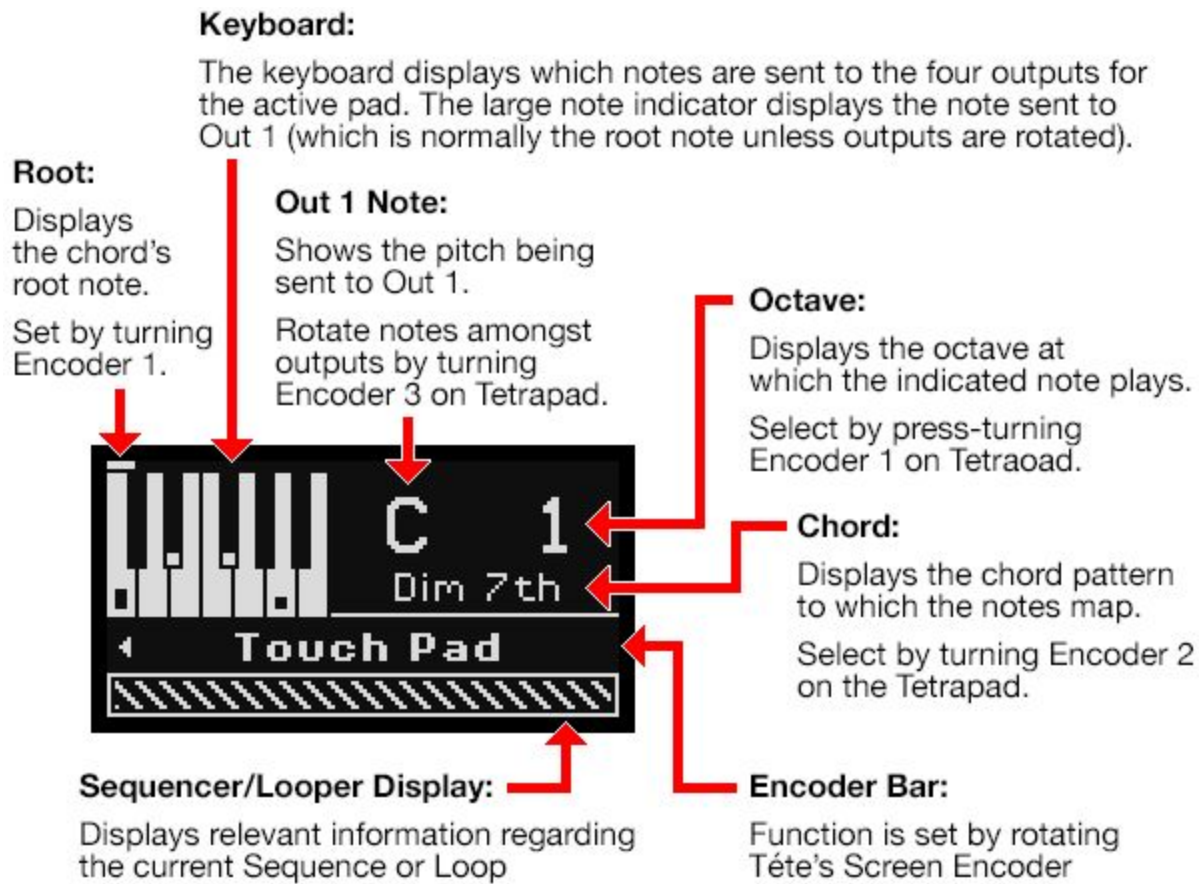 Keyboard:
The keyboard displays which notes are sent to the four outputs for
the active pad. The large note indicator displays the note sent to
Out 1 (which is normally the root note unless outputs are rotated).
Root:
Displays
the chord's
root note.
Set by turning
Encoder 1.
Out 1 Note:
Shows the pitch being
sent to Out 1.
Rotate notes amongst
outputs by turning
Encoder 3 on Tetrapad.
Octave:
Displays the octave at
which the indicated note plays.
Select by press-turning
Encoder 1 on Tetraoad.
Chord:
Displays the chord pattern
to which the notes map.
Select by turning Encoder 2
on the Tetrapad.
C 1
Dim 7th
Touch Pad
Sequencer/Looper Display:
Displays relevant information regarding
the current Sequence or Loop
Encoder Bar:
Function is set by rotating
Téte's Screen Encoder